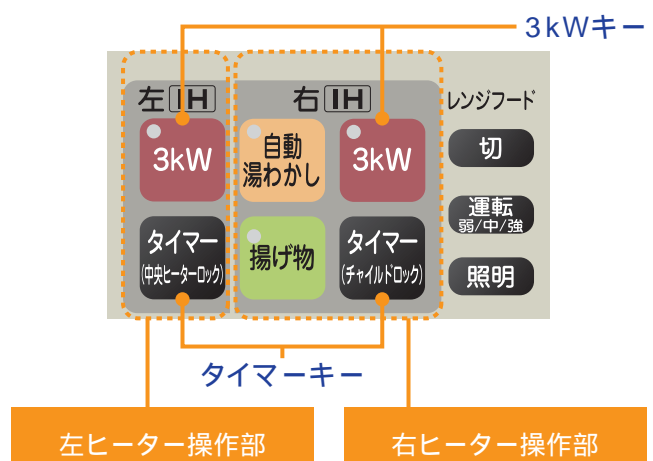 3kWキー
左IH
右IH
レンジフード
3kW
自動
湯わかし
3kW
切
運転
弱/中/強
タイマー
(中央ヒーターロック)
揚げ物
タイマー
(チャイルドロック)
照明
タイマーキー
左ヒーター操作部
右ヒーター操作部